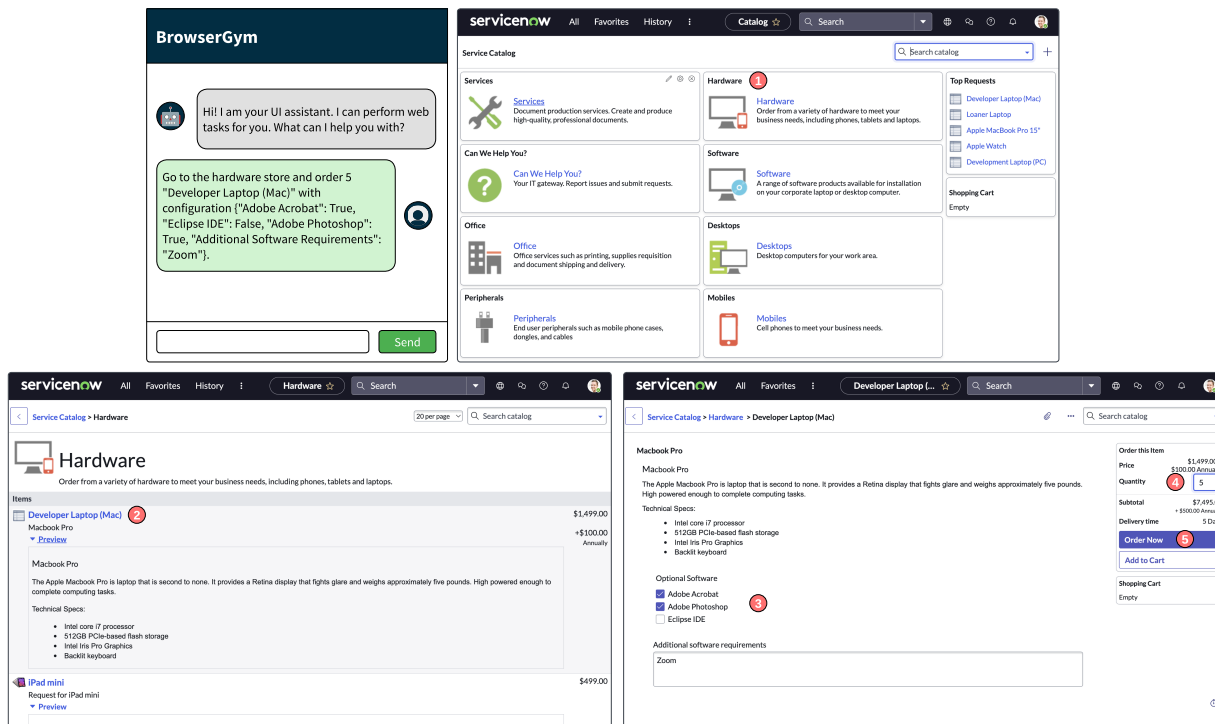 BrowserGym
Hi! I am your UI assistant. I can perform web
tasks for you. What can I help you with?
Go to the hardware store and order 5
"Developer Laptop (Mac)" with
configuration {"Adobe Acrobat": True,
"Eclipse IDE": False, "Adobe Photoshop":
True, "Additional Software Requirements":
"Zoom"}.
Send
servicenow All Favorites History Catalog Search
Service Catalog
Search catalog
Services
Services
Document production services. Create and produce
high-quality, professional documents.
Hardware 1
Hardware
Order from a variety of hardware to meet your
business needs, including phones, tablets and laptops.
Top Requests
Developer Laptop (Mac)
Loaner Laptop
Apple MacBook Pro 15"
Apple Watch
Development Laptop (PC)
Can We Help You?
Can We Help You?
Your IT gateway. Report issues and submit requests.
Software
Software
A range of software products available for installation
on your corporate laptop or desktop computer.
Shopping Cart
Empty
Office
Office
Office services such as printing, supplies requisition
and document shipping and delivery.
Desktops
Desktops
Desktop computers for your work area.
Peripherals
Peripherals
End user peripherals such as mobile phone cases,
dongles, and cables
Mobiles
Mobiles
Cell phones to meet your business needs.
servicenow All Favorites History Hardware Search
Service Catalog > Hardware
20 per page
Search catalog
Hardware
Order from a variety of hardware to meet your business needs, including phones, tablets and laptops.
Items
Developer Laptop (Mac) 2 $1,499.00
Macbook Pro
+$100.00
Annually
Preview
Macbook Pro
The Apple Macbook Pro is laptop that is second to none. It provides a Retina display that fights glare and weighs approximately five pounds. High powered enough to
complete computing tasks.
Technical Specs:
Intel core i7 processor
512GB PCIe-based flash storage
Intel Iris Pro Graphics
Backlit keyboard
iPad mini $499.00
Request for iPad mini
Preview
servicenow All Favorites Developer Laptop (... Search
Service Catalog > Hardware > Developer Laptop (Mac)
Search catalog
Macbook Pro
Macbook Pro
The Apple Macbook Pro is laptop that is second to none. It provides a Retina display that fights glare and weighs approximately five pounds.
High powered enough to complete computing tasks.
Technical Specs:
Intel core i7 processor
512GB PCIe-based flash storage
Intel Iris Pro Graphics
Backlit keyboard
Optional Software
Adobe Acrobat
Adobe Photoshop 3
Eclipse IDE
Additional software requirements
Zoom
Order this Item
Price $1,499.00
$100.00 Annua
Quantity 4 5
Subtotal $7,495.
+ $500.00 Annu
Delivery time 5 Da
Order Now 5
Add to Cart
Shopping Cart
Empty